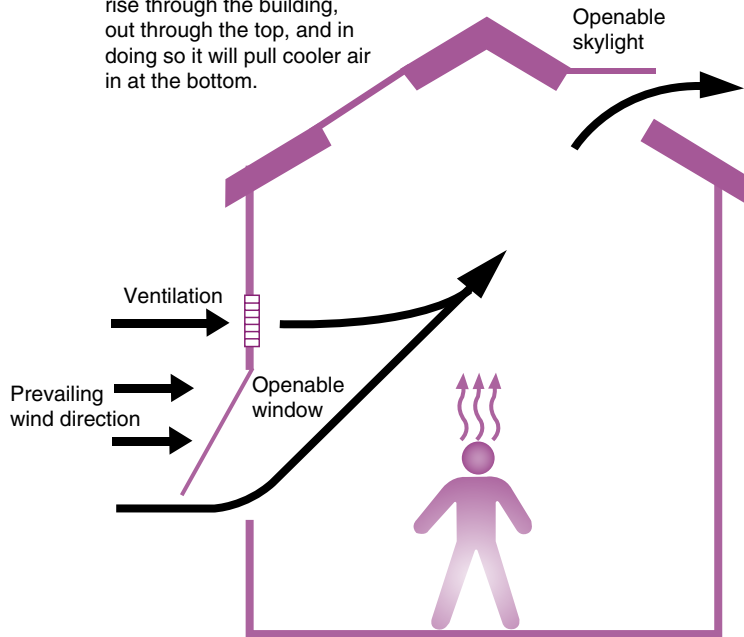 rise through the building,
out through the top, and in
doing so it will pull cooler air
in at the bottom.
Openable
skylight
Ventilation
Prevailing
wind direction
Openable
window